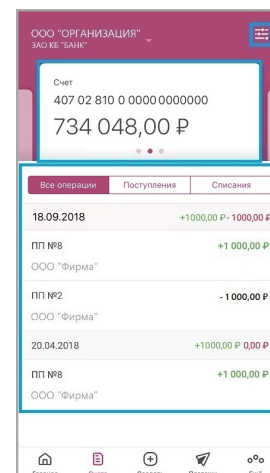 ООО "ОРГАНИЗАЦИЯ"
ЗАО КБ "БАНК"
Счет
407 02 810 0 0000 0000000
734 048,00 ₽
Все операции Поступления Списания
18.09.2018 +1000,00 ₽ - 1000,00 ₽
ПП №8 +1 000,00 ₽
ООО "Фирма"
ПП №2 - 1 000,00 ₽
ООО "Фирма"
20.04.2018 +1000,00 ₽ 0,00 ₽
ПП №8 +1 000,00 ₽
ООО "Фирма"